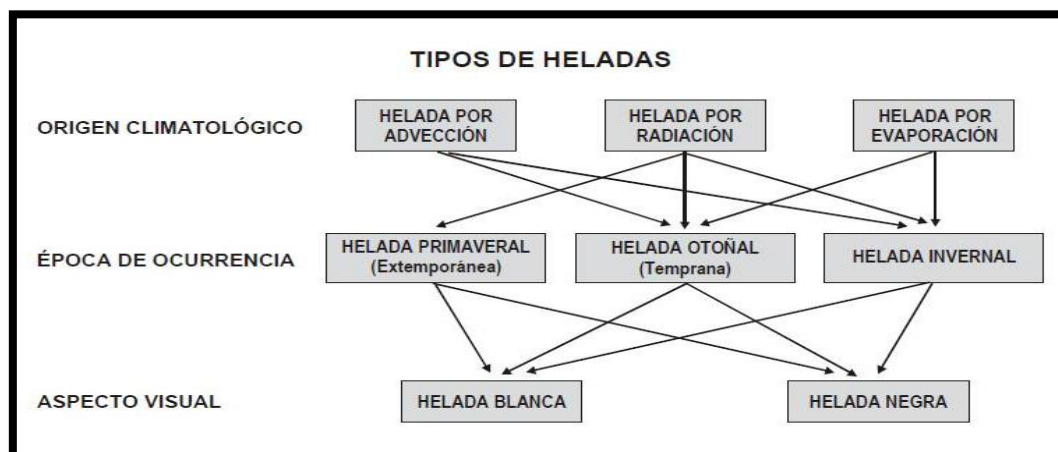 TIPOS DE HELADAS
ORIGEN CLIMATOLÓGICO
HELADA POR
ADVECCIÓN
HELADA POR
RADIACIÓN
HELADA POR
EVAPORACIÓN
ÉPOCA DE OCURRENCIA
HELADA PRIMAVERAL
(Extemporánea)
HELADA OTOÑAL
(Temprana)
HELADA INVERNAL
ASPECTO VISUAL
HELADA BLANCA
HELADA NEGRA